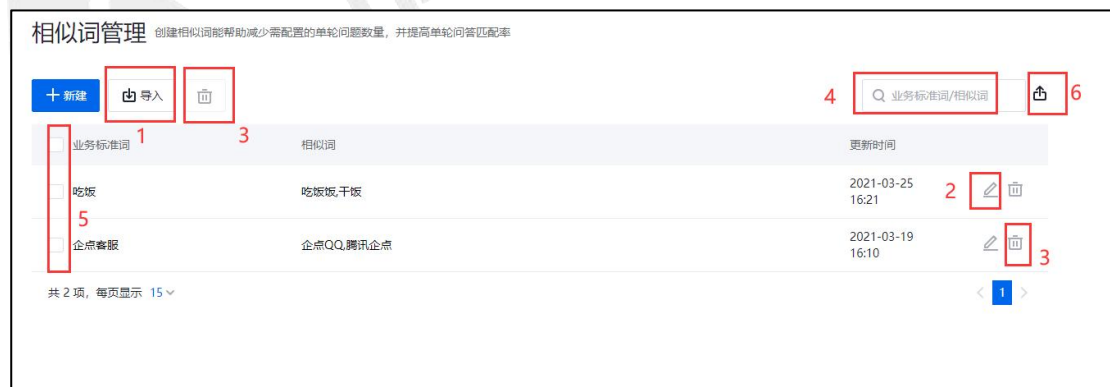 相似词管理 创建相似词能帮助减少需配置的单轮问题数量，并提高单轮问答匹配率
新建 导入 4 业务标准词/相似词 6
业务标准词 1 3 相似词 更新时间
吃饭 吃饭饭,干饭 2021-03-25 16:21 2
5
企点客服 企点QQ,腾讯企点 2021-03-19 16:10 3
共 2 项，每页显示 15 1